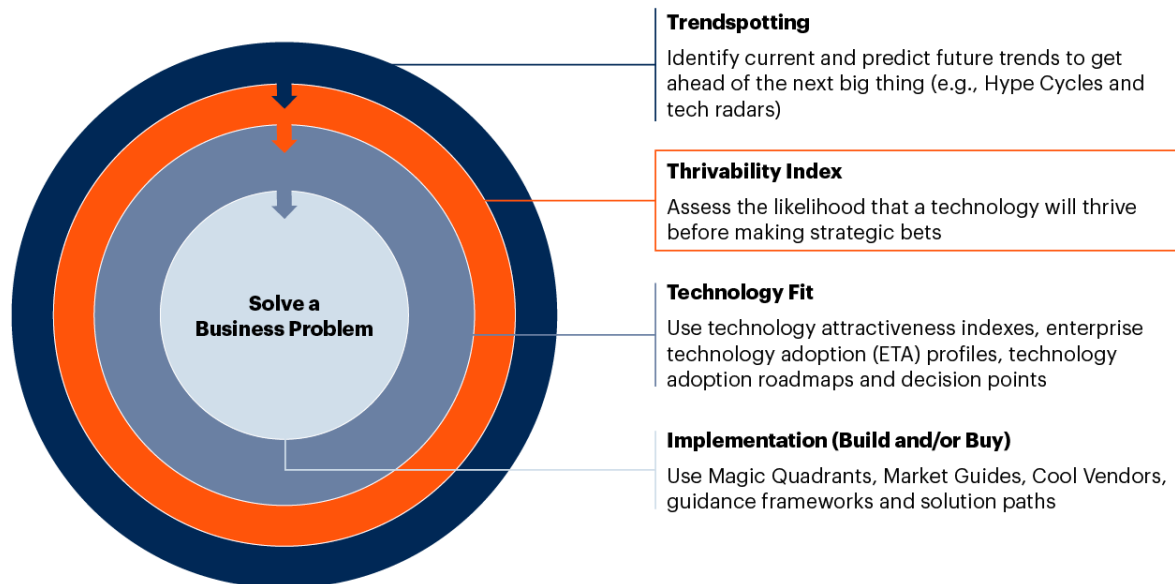 Trendspotting
Identify current and predict future trends to get
ahead of the next big thing (e.g., Hype Cycles and
tech radars)
Thrivability Index
Assess the likelihood that a technology will thrive
before making strategic bets
Solve a
Business Problem
Technology Fit
Use technology attractiveness indexes, enterprise
technology adoption (ETA) profiles, technology
adoption roadmaps and decision points
Implementation (Build and/or Buy)
Use Magic Quadrants, Market Guides, Cool Vendors,
guidance frameworks and solution paths